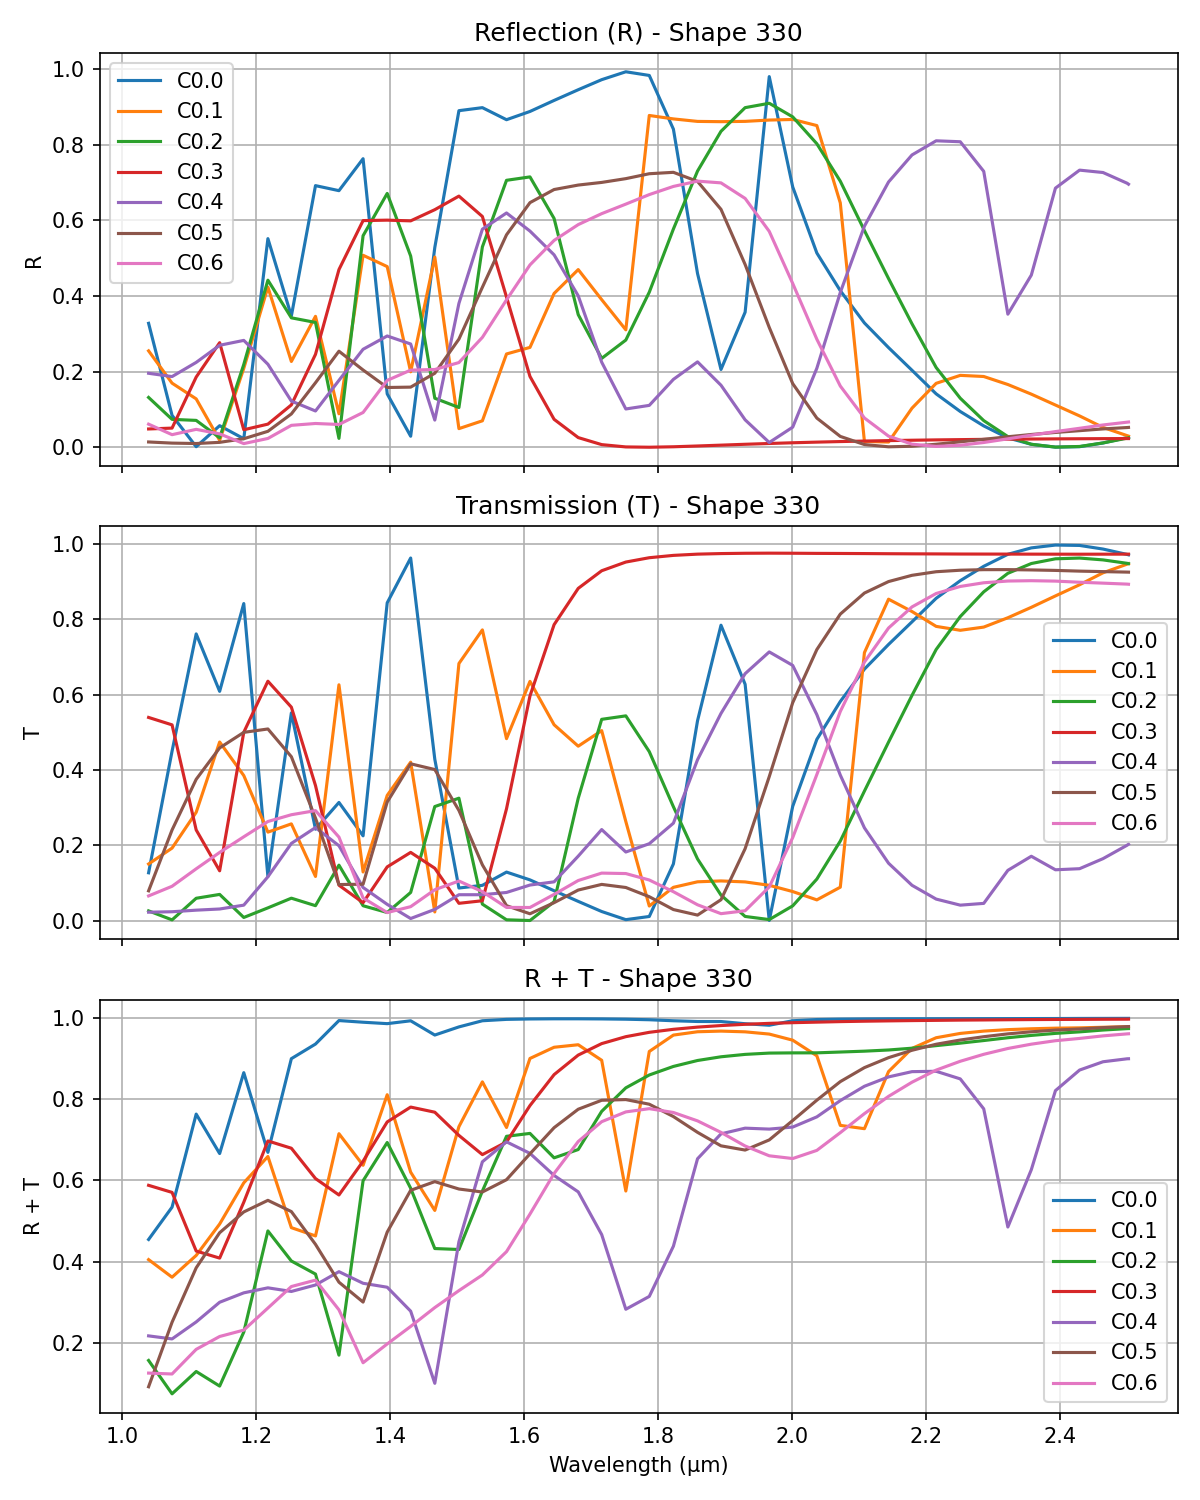 Reflection (R) - Shape 330
1.0
0.8
0.6
0.4
0.2
0.0
R
C0.0
C0.1
C0.2
C0.3
C0.4
C0.5
C0.6
Transmission (T) - Shape 330
1.0
0.8
0.6
0.4
0.2
0.0
T
C0.0
C0.1
C0.2
C0.3
C0.4
C0.5
C0.6
R + T - Shape 330
1.0
0.8
0.6
0.4
0.2
R + T
C0.0
C0.1
C0.2
C0.3
C0.4
C0.5
C0.6
1.0 1.2 1.4 1.6 1.8 2.0 2.2 2.4
Wavelength (μm)